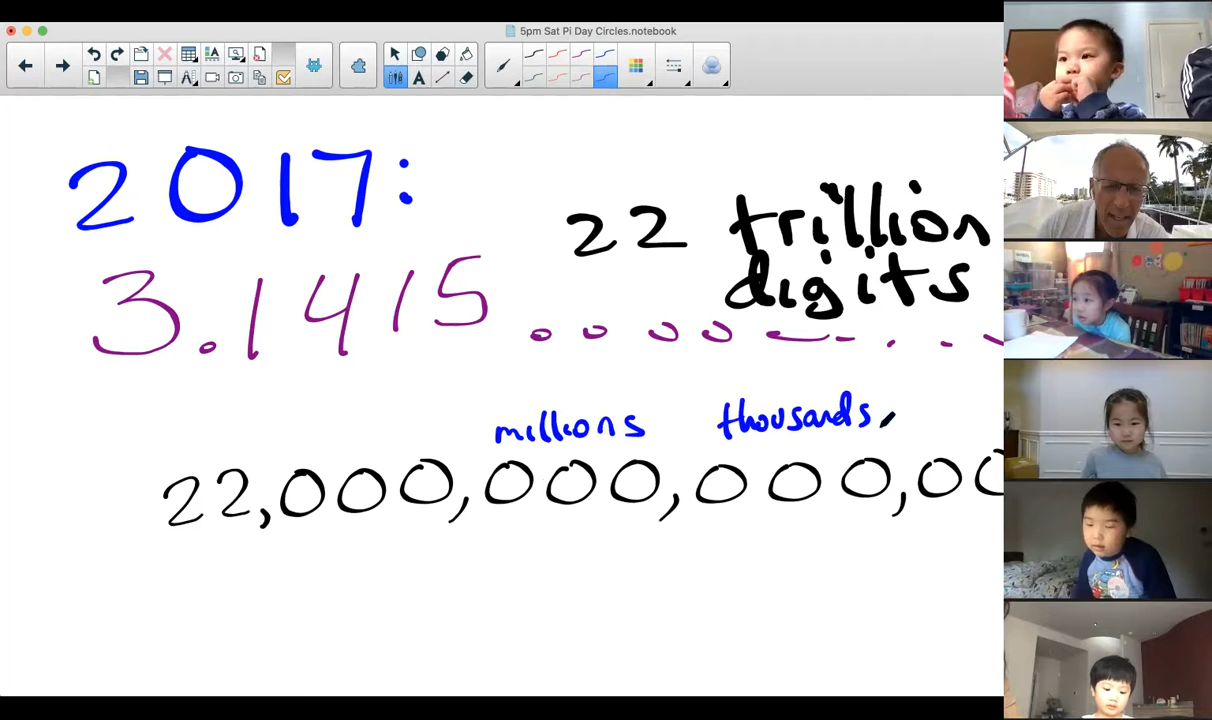 5pm Sat Pi Day Circles.notebook
2017:
22 trillion
digits
3.1415
millions thousands
22,000,000,000,00